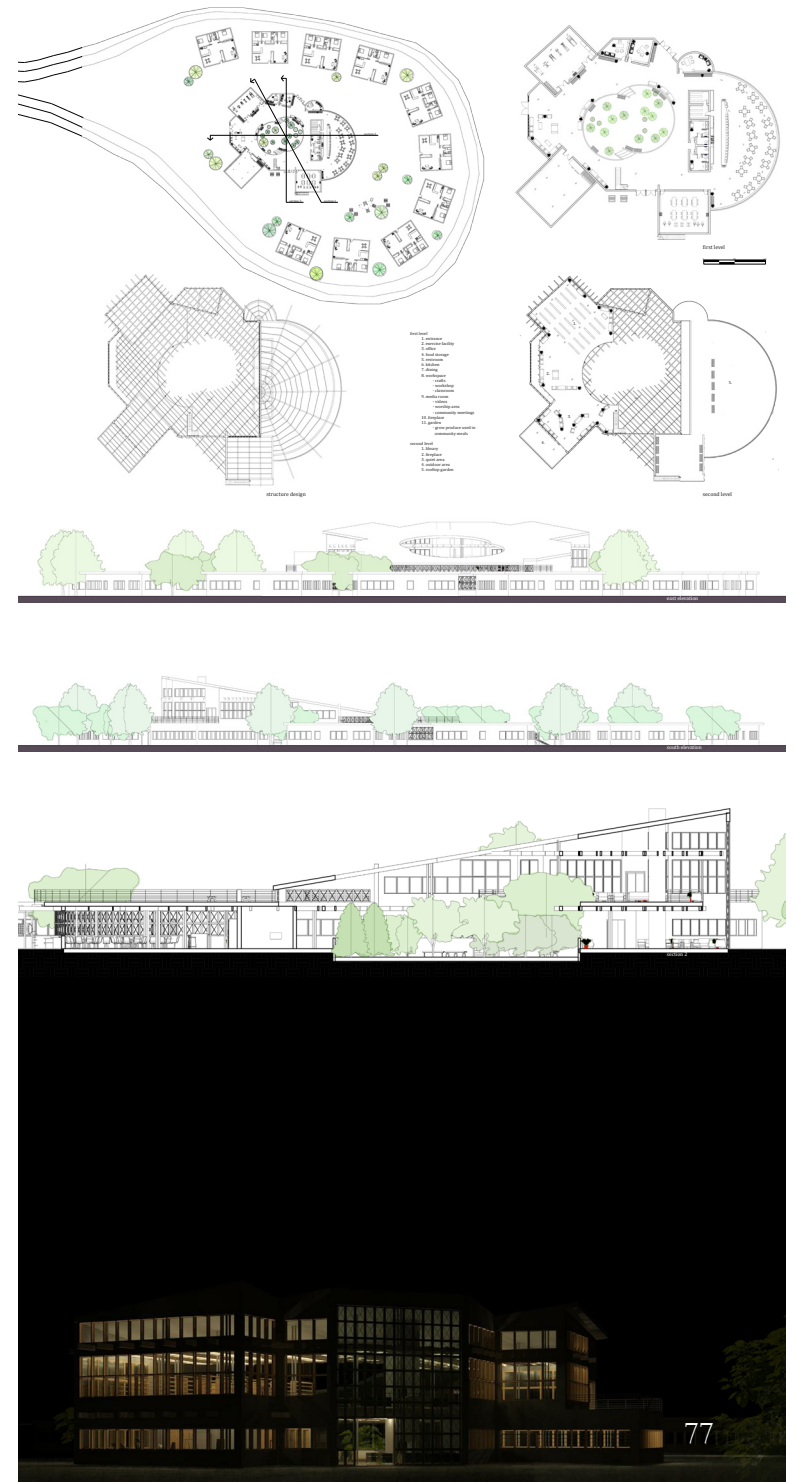 first level
first level
1. entrance
2. exercise facility
3. office
4. food storage
5. restroom
6. kitchen
7. dining
8. workspace
- crafts
- workshop
- classroom
9. media room
- videos
- worship area
- community meetings
10. fireplace
11. garden
- grow produce used in
community meals
second level
1. library
2. fireplace
3. quiet area
4. outdoor area
5. rooftop garden
structure design
second level
east elevation
south elevation
section 2
77